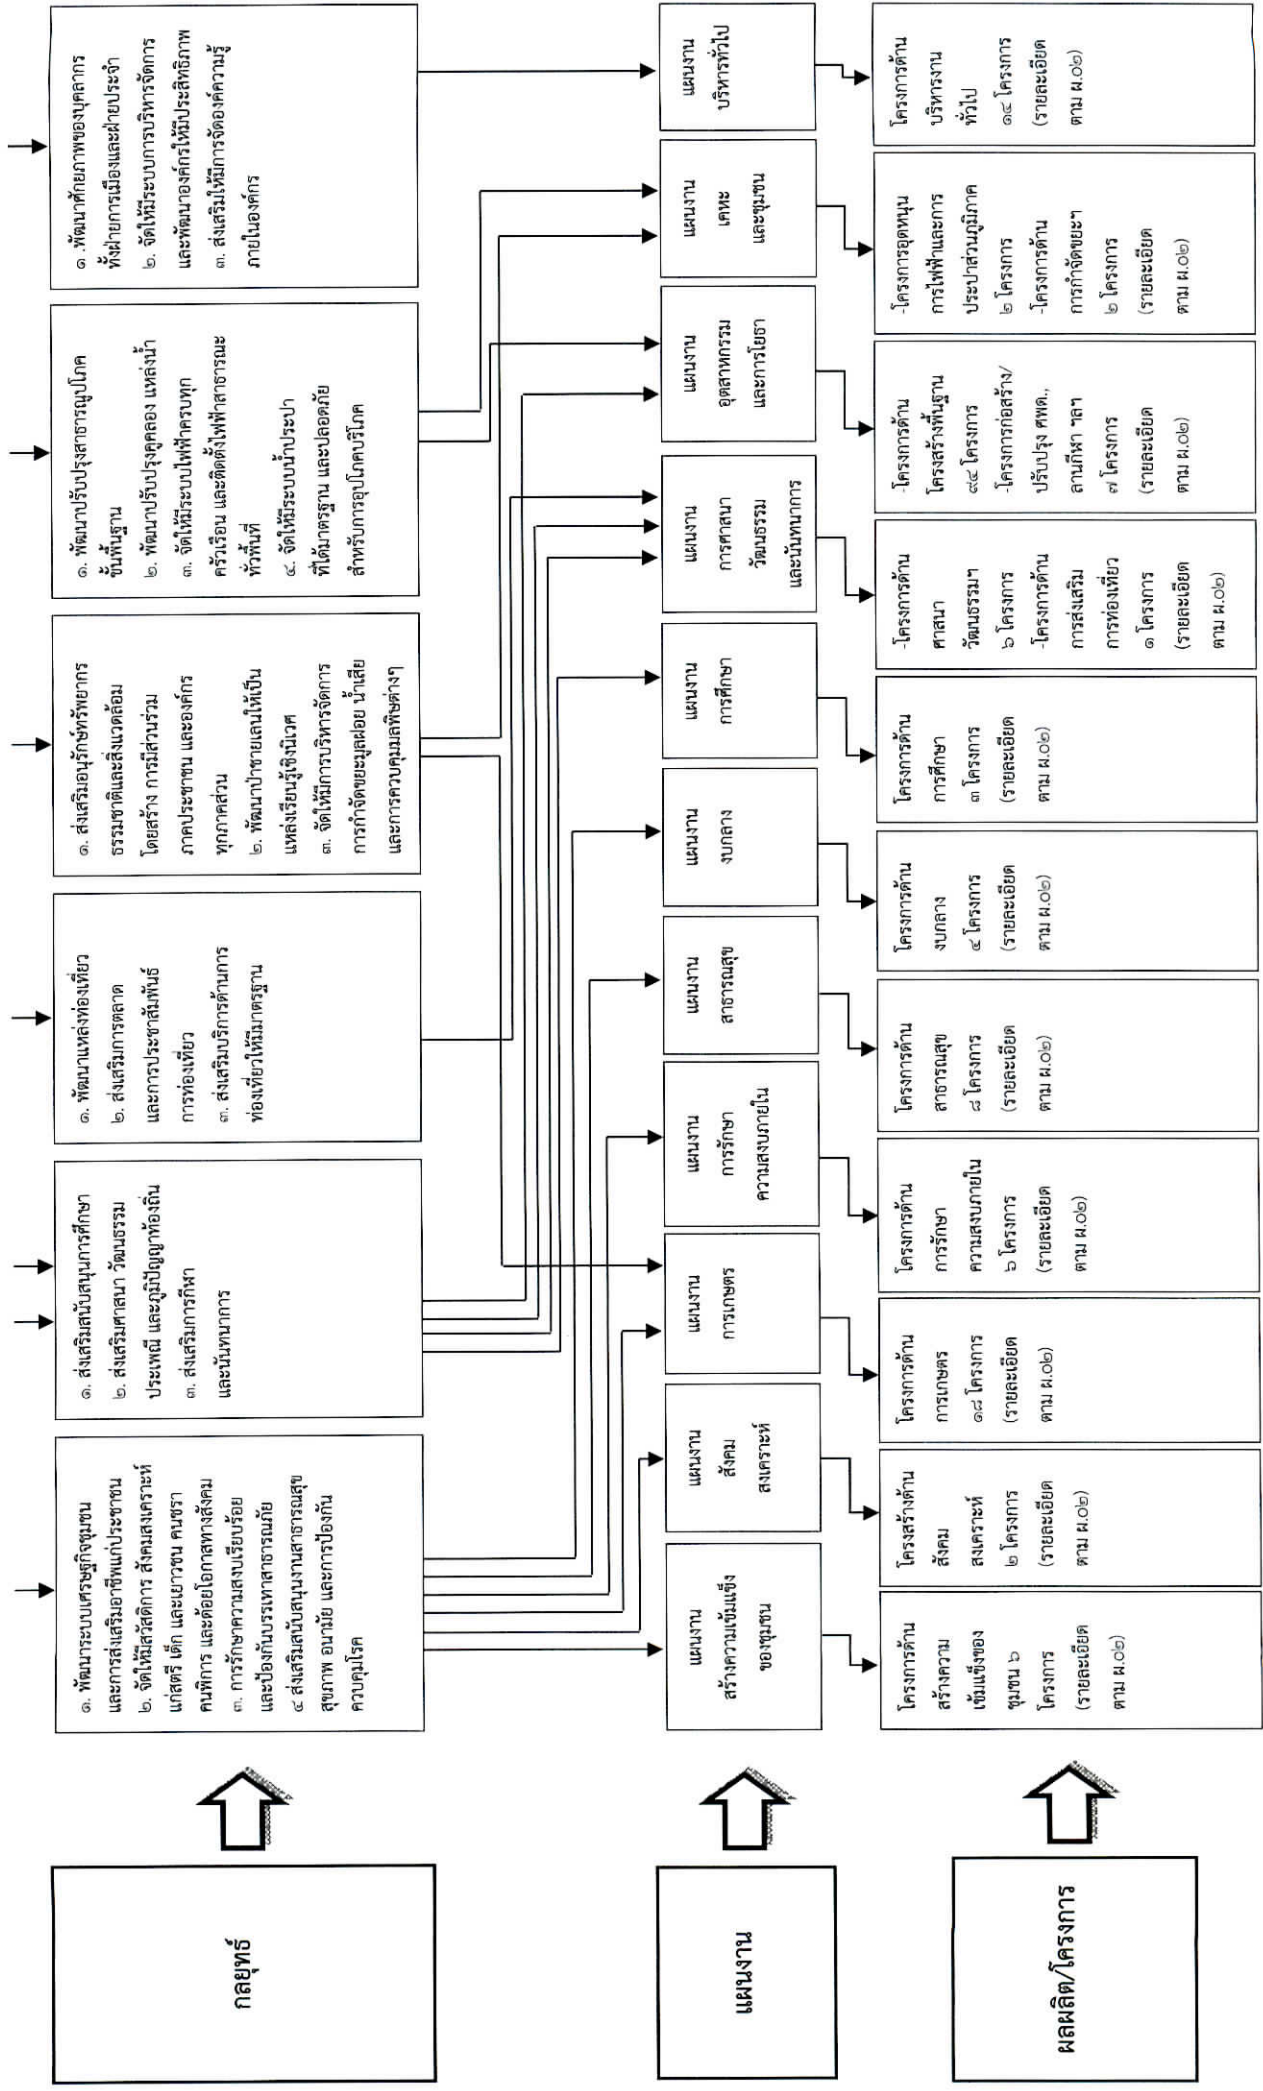 กลยุทธ์
๑. พัฒนาระบบเศรษฐกิจชุมชน
และการส่งเสริมอาชีพแก่ประชาชน
๒. จัดให้มีสวัสดิการ สังคมสงเคราะห์
แก่สตรี เด็ก และเยาวชน คนชรา
คนพิการ และด้อยโอกาสทางสังคม
๓. การรักษาความสงบเรียบร้อย
และป้องกันบรรเทาสาธารณภัย
๔ ส่งเสริมสนับสนุนงานสาธารณสุข
สุขภาพ อนามัย และการป้องกัน
ควบคุมโรค
๑. ส่งเสริมสนับสนุนการศึกษา
๒. ส่งเสริมศาสนา วัฒนธรรม
ประเพณี และภูมิปัญญาท้องถิ่น
๓. ส่งเสริมการกีฬา
และนันทนาการ
๑. พัฒนาแหล่งท่องเที่ยว
๒. ส่งเสริมการตลาด
และการประชาสัมพันธ์
การท่องเที่ยว
๓. ส่งเสริมบริการด้านการ
ท่องเที่ยวให้มีมาตรฐาน
๑. ส่งเสริมอนุรักษ์ทรัพยากร
ธรรมชาติและสิ่งแวดล้อม
โดยสร้าง การมีส่วนร่วม
ภาคประชาชน และองค์กร
ทุกภาคส่วน
๒. พัฒนาป่าชายเลนให้เป็น
แหล่งเรียนรู้เชิงนิเวศ
๓. จัดให้มีการบริหารจัดการ
การกำจัดขยะมูลฝอย น้ำเสีย
และการควบคุมมลพิษต่างๆ
๑. พัฒนาปรับปรุงสาธารณูปโภค
ขั้นพื้นฐาน
๒. พัฒนาปรับปรุงคูคลอง แหล่งน้ำ
๓. จัดให้มีระบบไฟฟ้าครบทุก
ครัวเรือน และติดตั้งไฟฟ้าสาธารณะ
ทั่วพื้นที่
๔. จัดให้มีระบบน้ำประปา
ที่ได้มาตรฐาน และปลอดภัย
สำหรับการอุปโภคบริโภค
๑ .พัฒนาศักยภาพของบุคลากร
ทั้งฝ่ายการเมืองและฝ่ายประจำ
๒. จัดให้มีระบบการบริหารจัดการ
และพัฒนาองค์กรให้มีประสิทธิภาพ
๓. ส่งเสริมให้มีการจัดองค์ความรู้
ภายในองค์กร
แผนงาน
แผนงาน
สร้างความเข้มแข็ง
ของชุมชน
แผนงาน
สังคม
สงเคราะห์
แผนงาน
การเกษตร
แผนงาน
การรักษา
ความสงบภายใน
แผนงาน
สาธารณสุข
แผนงาน
งบกลาง
แผนงาน
การศึกษา
แผนงาน
การศาสนา
วัฒนธรรม
และนันทนาการ
แผนงาน
อุตสาหกรรม
และการโยธา
แผนงาน
เคหะ
และชุมชน
แผนงาน
บริหารทั่วไป
ผลผลิต/โครงการ
โครงการด้าน
สร้างความ
เข้มแข็งของ
ชุมชน ๖
โครงการ
(รายละเอียด
ตาม ผ.๐๒)
โครงสร้างด้าน
สังคม
สงเคราะห์
๒ โครงการ
(รายละเอียด
ตาม ผ.๐๒)
โครงการด้าน
การเกษตร
๑๘ โครงการ
(รายละเอียด
ตาม ผ.๐๒)
โครงการด้าน
การรักษา
ความสงบภายใน
๖ โครงการ
(รายละเอียด
ตาม ผ.๐๒)
โครงการด้าน
สาธารณสุข
๘ โครงการ
(รายละเอียด
ตาม ผ.๐๒)
โครงการด้าน
งบกลาง
๔ โครงการ
(รายละเอียด
ตาม ผ.๐๒)
โครงการด้าน
การศึกษา
๓ โครงการ
(รายละเอียด
ตาม ผ.๐๒)
-โครงการด้าน
ศาสนา
วัฒนธรรมฯ
๖ โครงการ
-โครงการด้าน
การส่งเสริม
การท่องเที่ยว
๑ โครงการ
(รายละเอียด
ตาม ผ.๐๒)
-โครงการด้าน
โครงสร้างพื้นฐาน
๙๔ โครงการ
-โครงการก่อสร้าง/
ปรับปรุง ศพด.,
ลานกีฬา ฯลฯ
๗ โครงการ
(รายละเอียด
ตาม ผ.๐๒)
-โครงการอุดหนุน
การไฟฟ้าและการ
ประปาส่วนภูมิภาค
๒ โครงการ
-โครงการด้าน
การกำจัดขยะฯ
๒ โครงการ
(รายละเอียด
ตาม ผ.๐๒)
โครงการด้าน
บริหารงาน
ทั่วไป
๑๔ โครงการ
(รายละเอียด
ตาม ผ.๐๒)